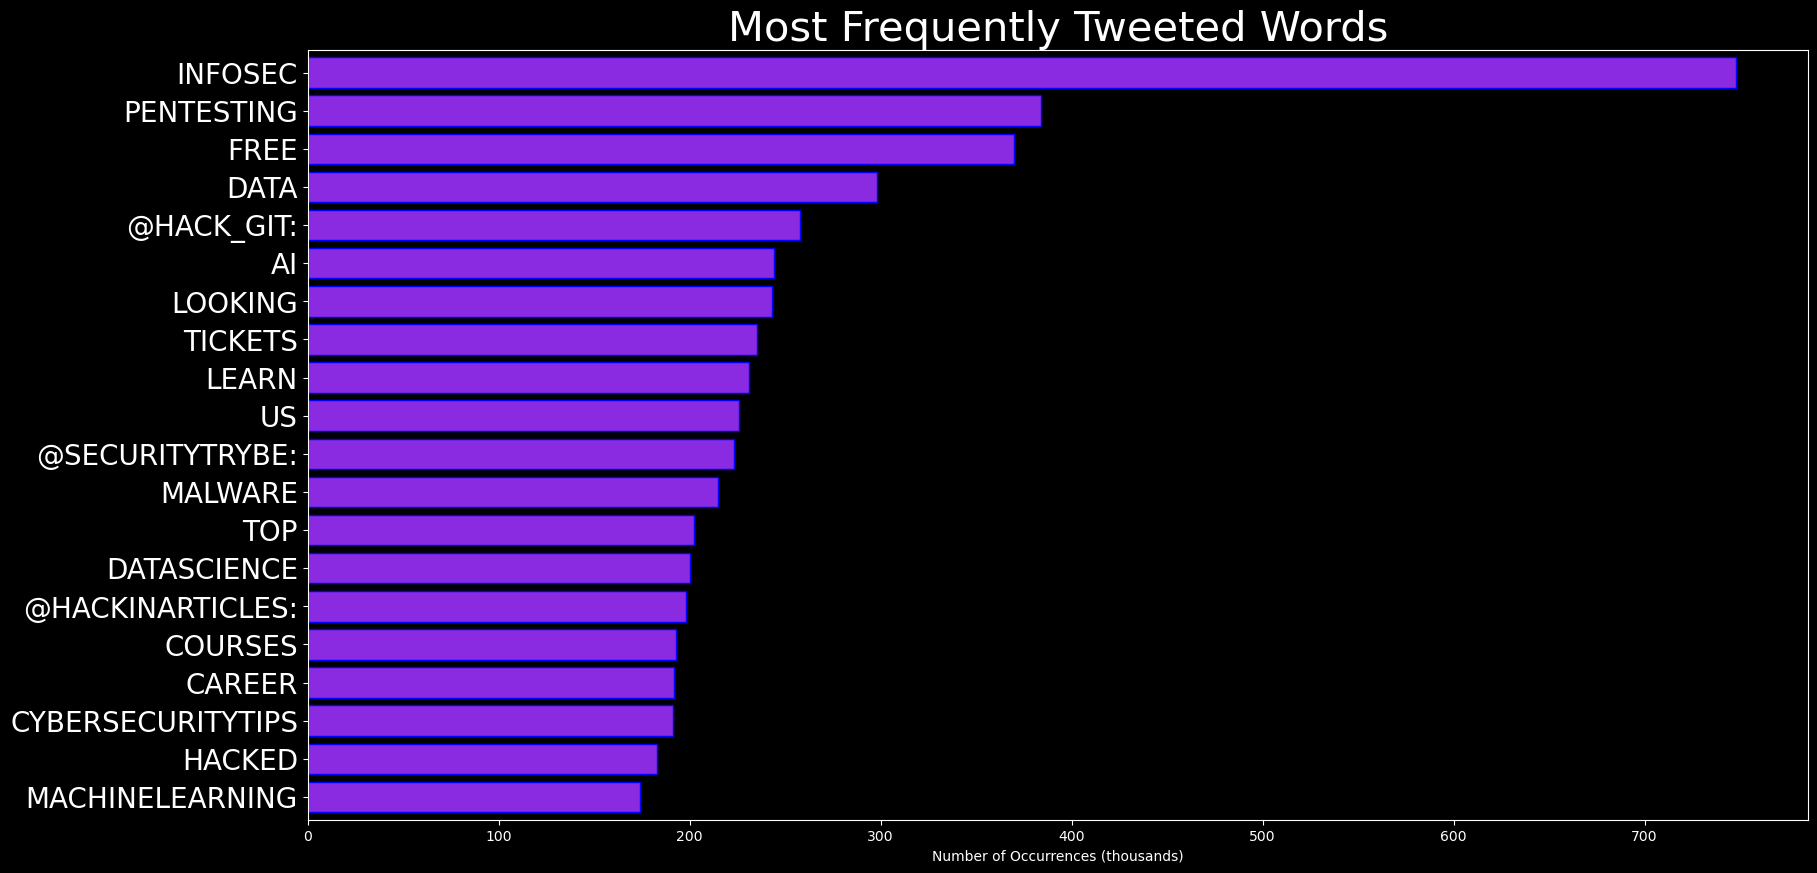 Most Frequently Tweeted Words
INFOSEC
PENTESTING
FREE
DATA
@HACK_GIT:
AI
LOOKING
TICKETS
LEARN
US
@SECURITYTRYBE:
MALWARE
TOP
DATASCIENCE
@HACKINARTICLES:
COURSES
CAREER
CYBERSECURITYTIPS
HACKED
MACHINELEARNING
0 100 200 300 400 500 600 700
Number of Occurrences (thousands)